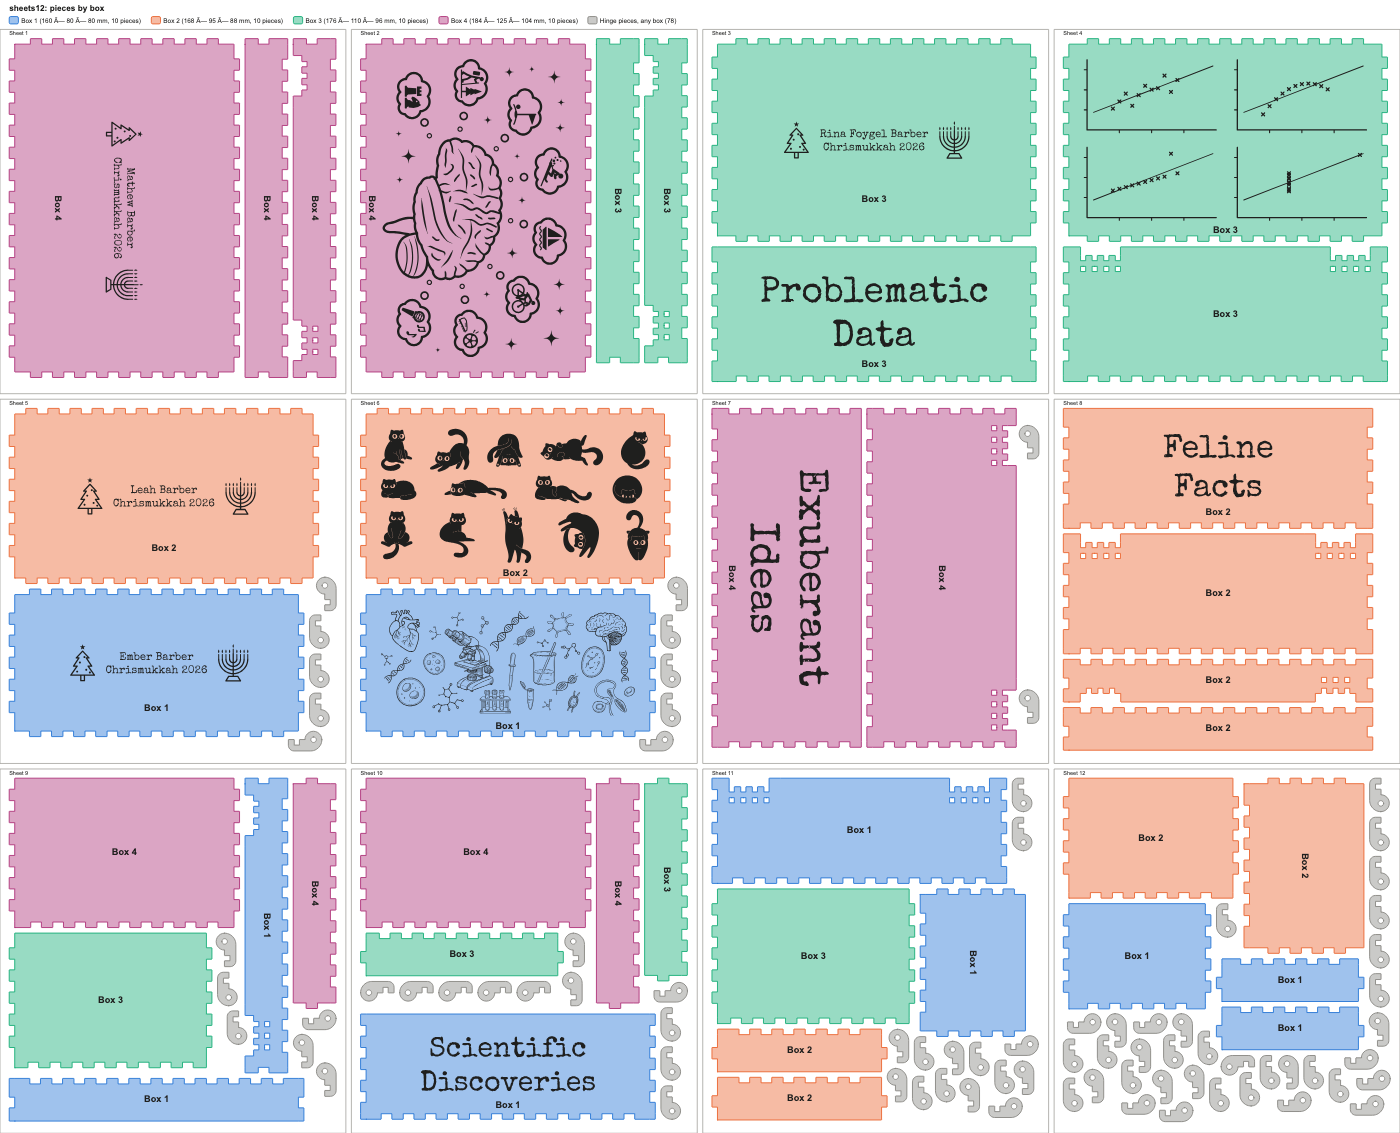 sheets12: pieces by box
Box 1 (160 Ã— 80 Ã— 80 mm, 10 pieces)
Box 2 (168 Ã— 95 Ã— 88 mm, 10 pieces)
Box 3 (176 Ã— 110 Ã— 96 mm, 10 pieces)
Box 4 (184 Ã— 125 Ã— 104 mm, 10 pieces)
Hinge pieces, any box (78)
Sheet 1
Box 4
Mathew Barber
Chrismukkah 2026
Box 4
Box 4
Sheet 2
Box 4
Box 3
Box 3
Sheet 3
Rina Foygel Barber
Chrismukkah 2026
Box 3
Problematic
Data
Box 3
Sheet 4
Box 3
Box 3
Sheet 5
Leah Barber
Chrismukkah 2026
Box 2
Ember Barber
Chrismukkah 2026
Box 1
Sheet 6
Box 2
Box 1
Sheet 7
Exuberant
Ideas
Box 4
Box 4
Sheet 8
Feline
Facts
Box 2
Box 2
Box 2
Box 2
Sheet 9
Box 4
Box 1
Box 4
Box 3
Box 1
Sheet 10
Box 4
Box 4
Box 3
Box 3
Scientific
Discoveries
Box 1
Sheet 11
Box 1
Box 3
Box 1
Box 2
Box 2
Sheet 12
Box 2
Box 2
Box 1
Box 1
Box 1